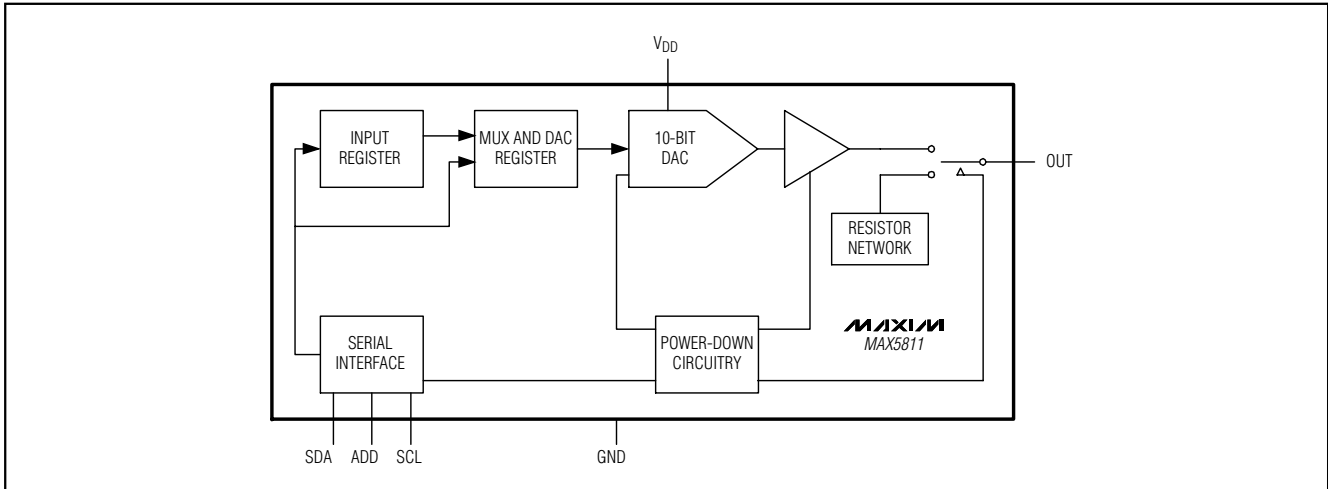 VDD
INPUT
REGISTER
MUX AND DAC
REGISTER
10-BIT
DAC
OUT
RESISTOR
NETWORK
SERIAL
INTERFACE
POWER-DOWN
CIRCUITRY
MAXIM
MAX5811
SDA ADD SCL GND